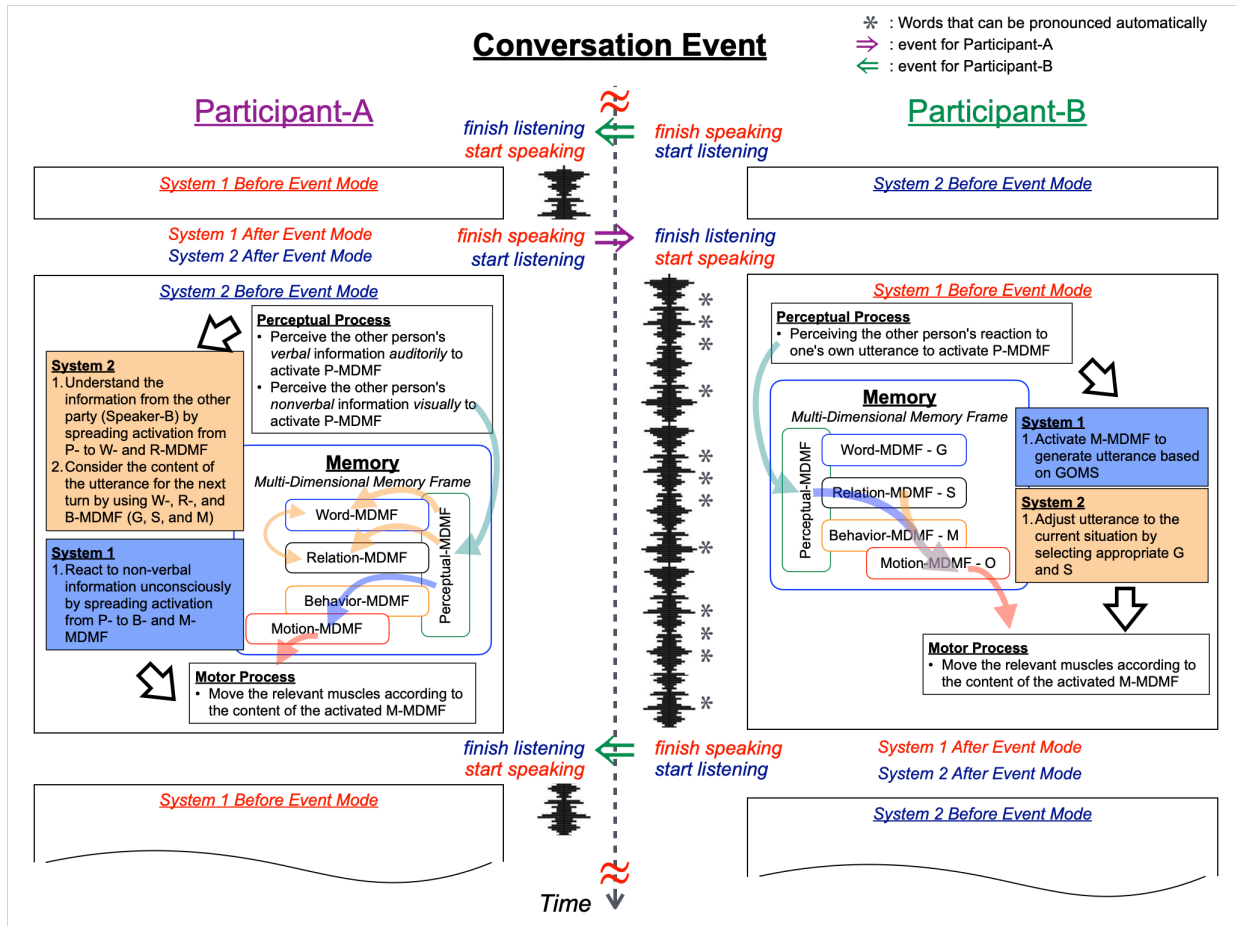 * : Words that can be pronounced automatically
⇒ : event for Participant-A
⇐ : event for Participant-B
Conversation Event
Participant-A
Participant-B
finish listening
start speaking
finish speaking
start listening
System 1 Before Event Mode
System 2 Before Event Mode
System 1 After Event Mode
System 2 After Event Mode
finish speaking
start listening
finish listening
start speaking
System 2 Before Event Mode
Perceptual Process
• Perceive the other person's
verbal information auditorily to
activate P-MDMF
• Perceive the other person's
nonverbal information visually to
activate P-MDMF
System 2
1. Understand the
information from the other
party (Speaker-B) by
spreading activation from
P- to W- and R-MDMF
2. Consider the content of
the utterance for the next
turn by using W-, R-, and
B-MDMF (G, S, and M)
System 1
1. React to non-verbal
information unconsciously
by spreading activation
from P- to B- and M-
MDMF
Memory
Multi-Dimensional Memory Frame
Word-MDMF
Relation-MDMF
Behavior-MDMF
Motion-MDMF
Perceptual-MDMF
Motor Process
• Move the relevant muscles according to
the content of the activated M-MDMF
* 
*
*
*
*
*
*
*
*
*
*
*
System 1 Before Event Mode
Perceptual Process
• Perceiving the other person's reaction to
one's own utterance to activate P-MDMF
Memory
Multi-Dimensional Memory Frame
Perceptual-MDMF
Word-MDMF - G
Relation-MDMF - S
Behavior-MDMF - M
Motion-MDMF - O
System 1
1. Activate M-MDMF to
generate utterance based
on GOMS
System 2
1. Adjust utterance to the
current situation by
selecting appropriate G
and S
Motor Process
• Move the relevant muscles according to
the content of the activated M-MDMF
finish listening
start speaking
finish speaking
start listening
System 1 After Event Mode
System 2 After Event Mode
System 1 Before Event Mode
System 2 Before Event Mode
Time